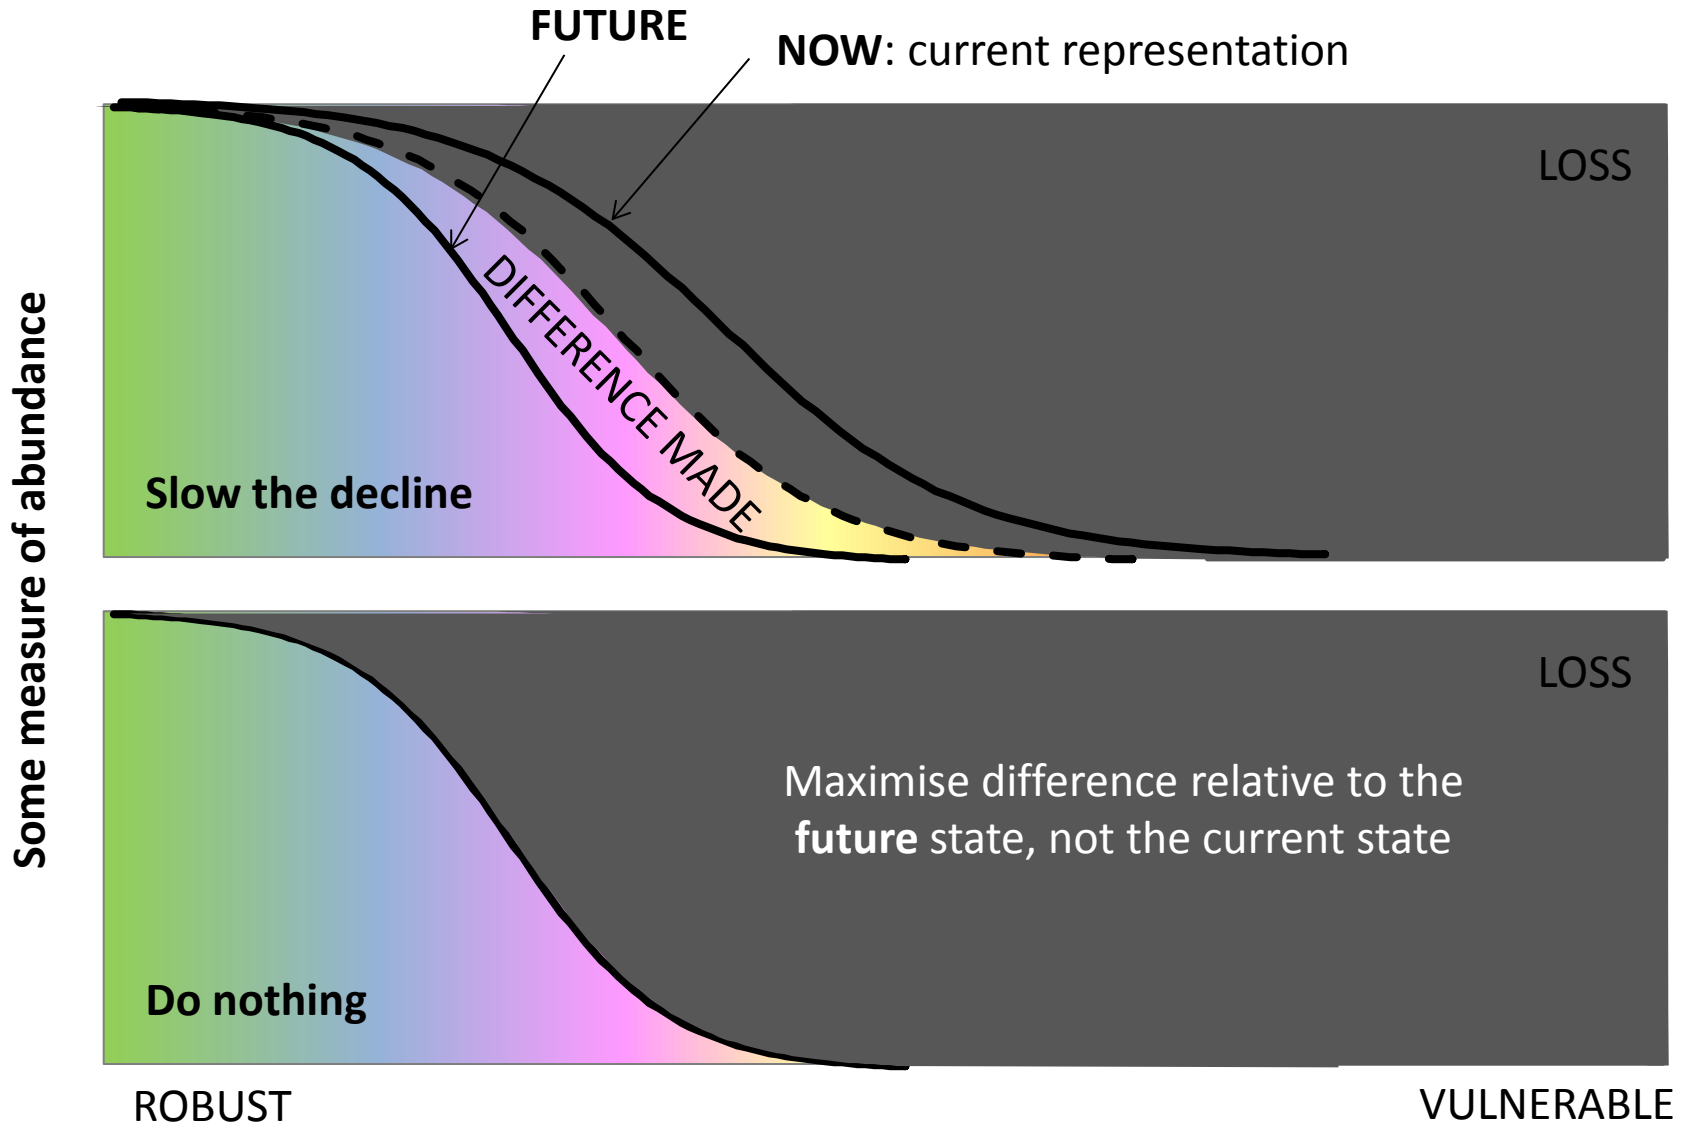 FUTURE
NOW: current representation
LOSS
DIFFERENCE MADE
Slow the decline
Some measure of abundance
LOSS
Maximise difference relative to the
future state, not the current state
Do nothing
ROBUST
VULNERABLE